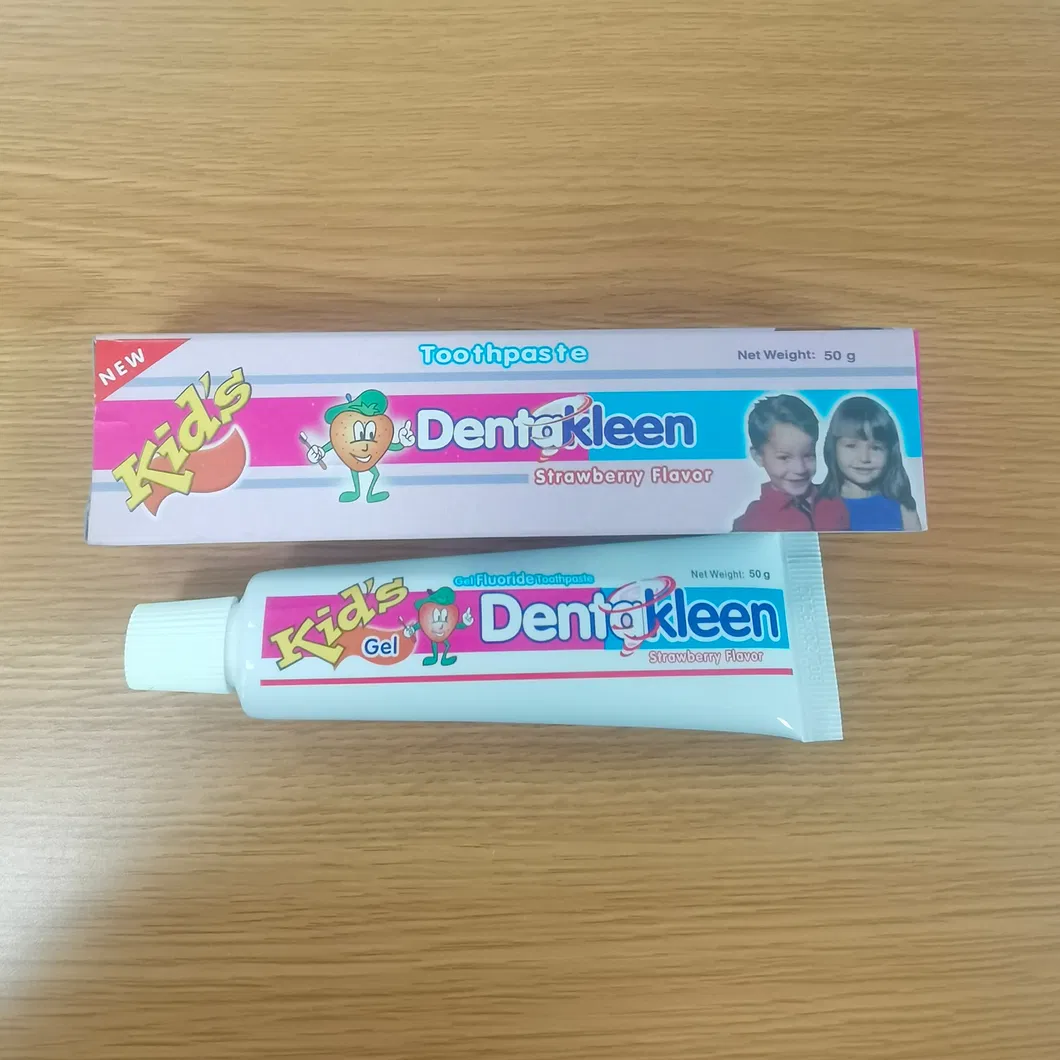 NEW
Kid's
Toothpaste
Net Weight: 50 g
Dentakleen
Strawberry Flavor
Kid's
Gel
Gel Fluoride Toothpaste
Net Weight: 50 g
Dentakleen
Strawberry Flavor